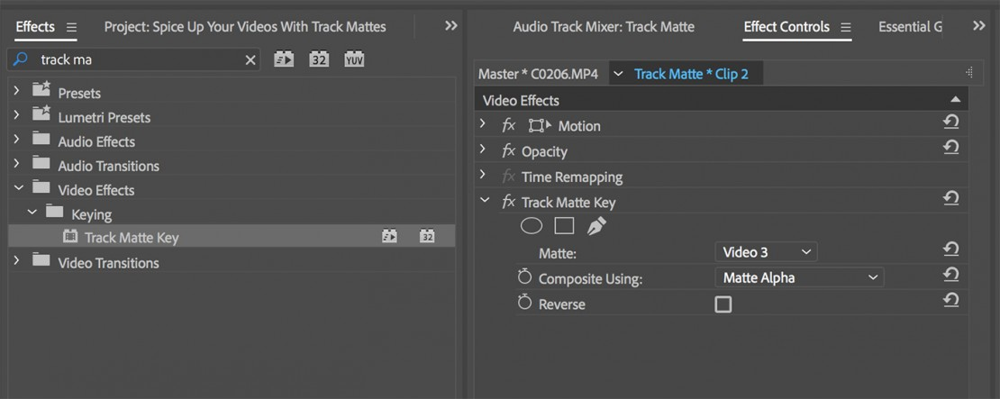 Effects
Project: Spice Up Your Videos With Track Mattes
track ma
32
YUV
Presets
Lumetri Presets
Audio Effects
Audio Transitions
Video Effects
Keying
Track Matte Key
32
Video Transitions
Audio Track Mixer: Track Matte
Effect Controls
Essential G
Master * C0206.MP4
Track Matte * Clip 2
Video Effects
fx Motion
fx Opacity
fx Time Remapping
fx Track Matte Key
Matte: Video 3
Composite Using: Matte Alpha
Reverse